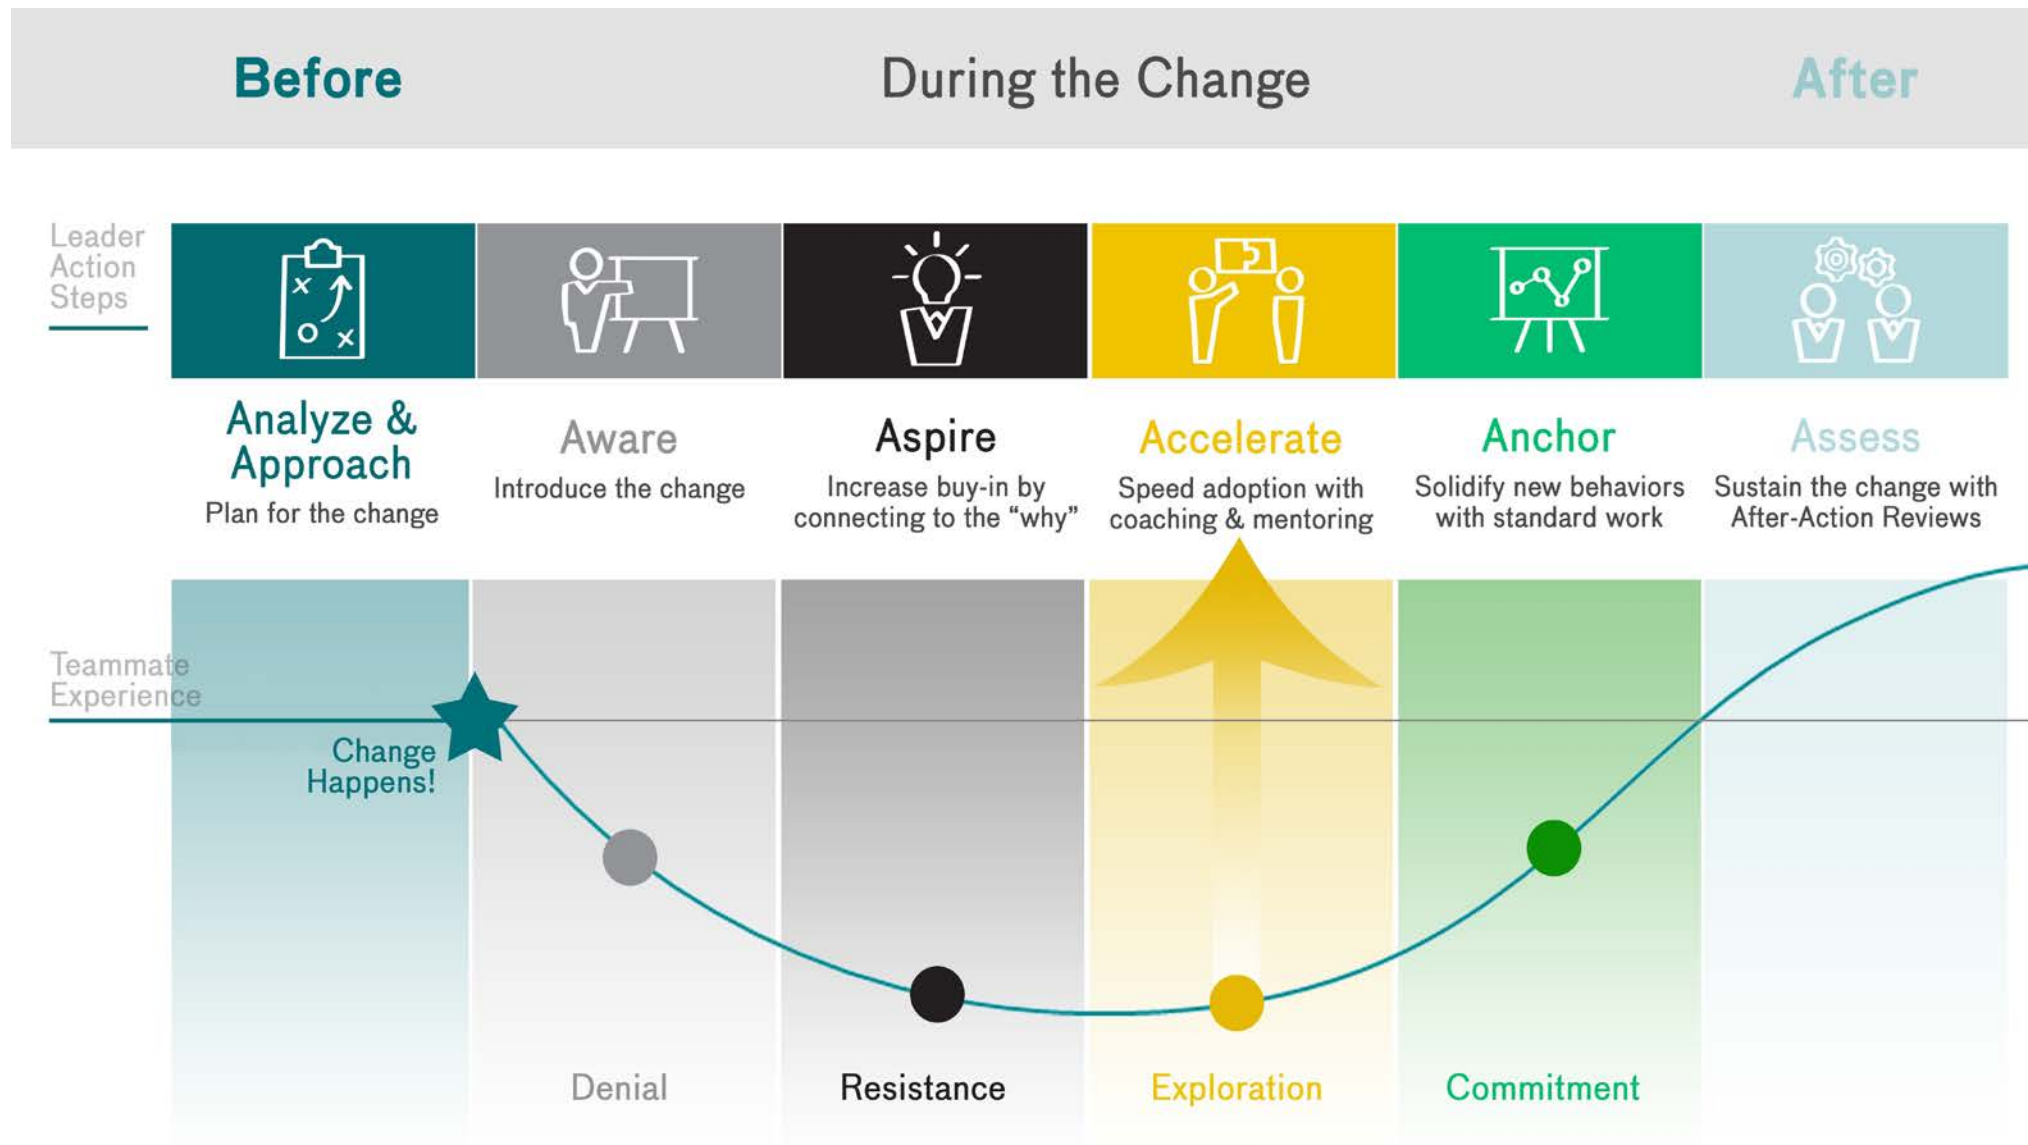 Before
During the Change
After
Leader
Action
Steps
Analyze &
Approach
Plan for the change
Aware
Introduce the change
Aspire
Increase buy-in by
connecting to the “why”
Accelerate
Speed adoption with
coaching & mentoring
Anchor
Solidify new behaviors
with standard work
Assess
Sustain the change with
After-Action Reviews
Teammate
Experience
Change
Happens!
Denial
Resistance
Exploration
Commitment